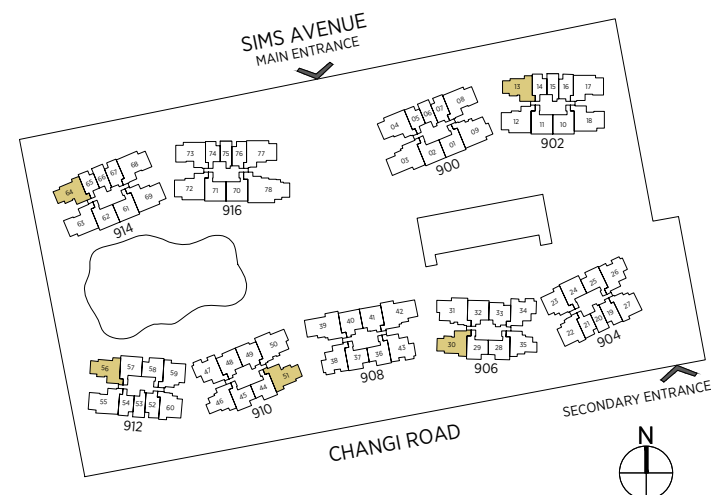 SIMS AVENUE
MAIN ENTRANCE
13 14 15 16 17
12 11 10 18
902
04 05 06 07 08
03 02 01 09
900
73 74 75 76 77
72 71 70 78
916
64 65 66 67 68
63 62 61 69
914
23 24 25 26
22 21 20 19 27
904
31 32 33 34
30 29 28 35
906
39 40 41 42
38 37 36 43
908
47 48 49 50
46 45 44 51
910
56 57 58 59
55 54 53 52 60
912
SECONDARY ENTRANCE
CHANGI ROAD
N